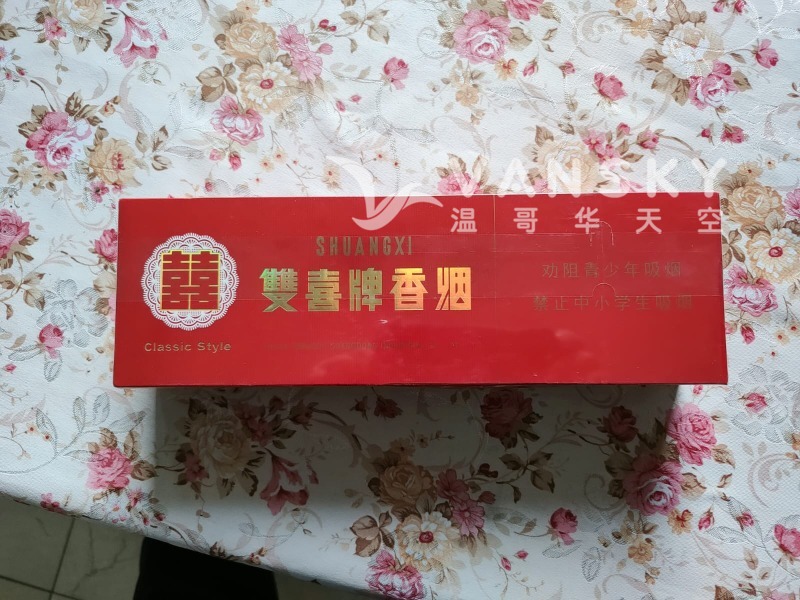 VANSKY
温哥华天空
SHUANGXI
囍
雙喜牌香烟
Classic Style
劝阻青少年吸烟
禁止中小学生吸烟